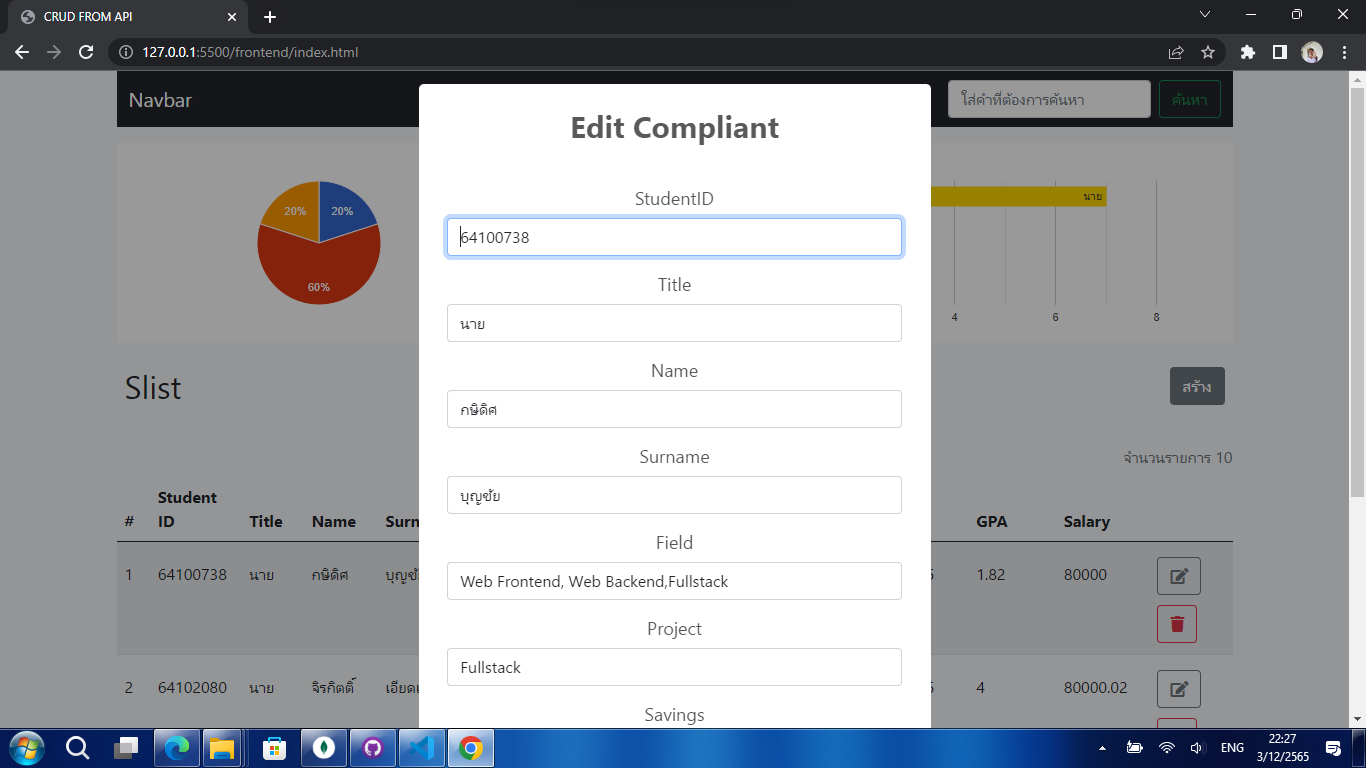 CRUD FROM API
127.0.0.1:5500/frontend/index.html
Navbar
ใส่คำที่ต้องการค้นหา
ค้นหา
Edit Compliant
20%
20%
60%
นาย
4
6
8
StudentID
64100738
Title
นาย
Name
กษิดิศ
Surname
บุญชัย
Field
Web Frontend, Web Backend,Fullstack
Project
Fullstack
Savings
Slist
สร้าง
จำนวนรายการ 10
# Student ID Title Name Surn GPA Salary
1 64100738 นาย กษิดิศ บุญชั 1.82 80000
2 64102080 นาย จิรกิตติ์ เอียด 4 80000.02
ENG
22:27
3/12/2565